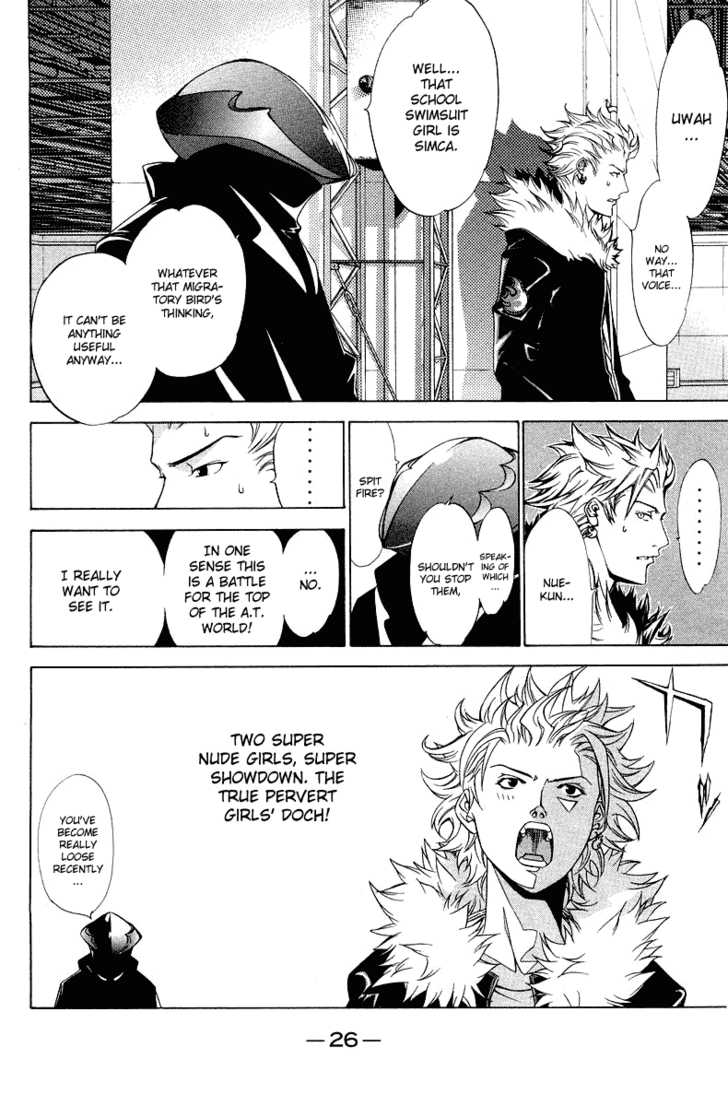 UWAH
...
NO
WAY...
THAT
VOICE...
WELL...
THAT
SCHOOL
SWIMSUIT
GIRL IS
SIMCA.
WHATEVER
THAT MIGRA-
TORY BIRD'S
THINKING,
IT CAN'T BE
ANYTHING
USEFUL
ANYWAY...
.......
NUE-
KUN...
SPEAK-
ING OF
WHICH
...
SHOULDN'T
YOU STOP
THEM,
SPIT
FIRE?
......
...
NO.
IN ONE
SENSE THIS
IS A BATTLE
FOR THE TOP
OF THE A.T.
WORLD!
I REALLY
WANT TO
SEE IT.
TWO SUPER
NUDE GIRLS, SUPER
SHOWDOWN. THE
TRUE PERVERT
GIRLS' DOCH!
YOU'VE
BECOME
REALLY
LOOSE
RECENTLY
...
—26—